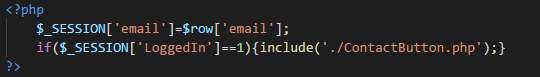 <?php
$_SESSION['email']=$row['email'];
if($_SESSION['LoggedIn']==1){include('./ContactButton.php');}
?>